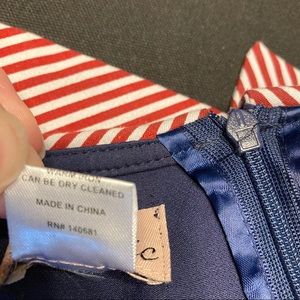 WARM IRON
CAN BE DRY CLEANED
MADE IN CHINA
RN# 140581